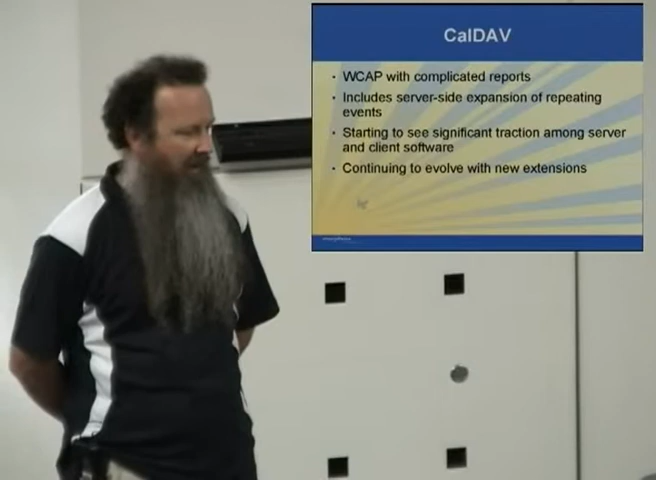 CalDAV
WCAP with complicated reports
Includes server-side expansion of repeating
events
Starting to see significant traction among server
and client software
Continuing to evolve with new extensions